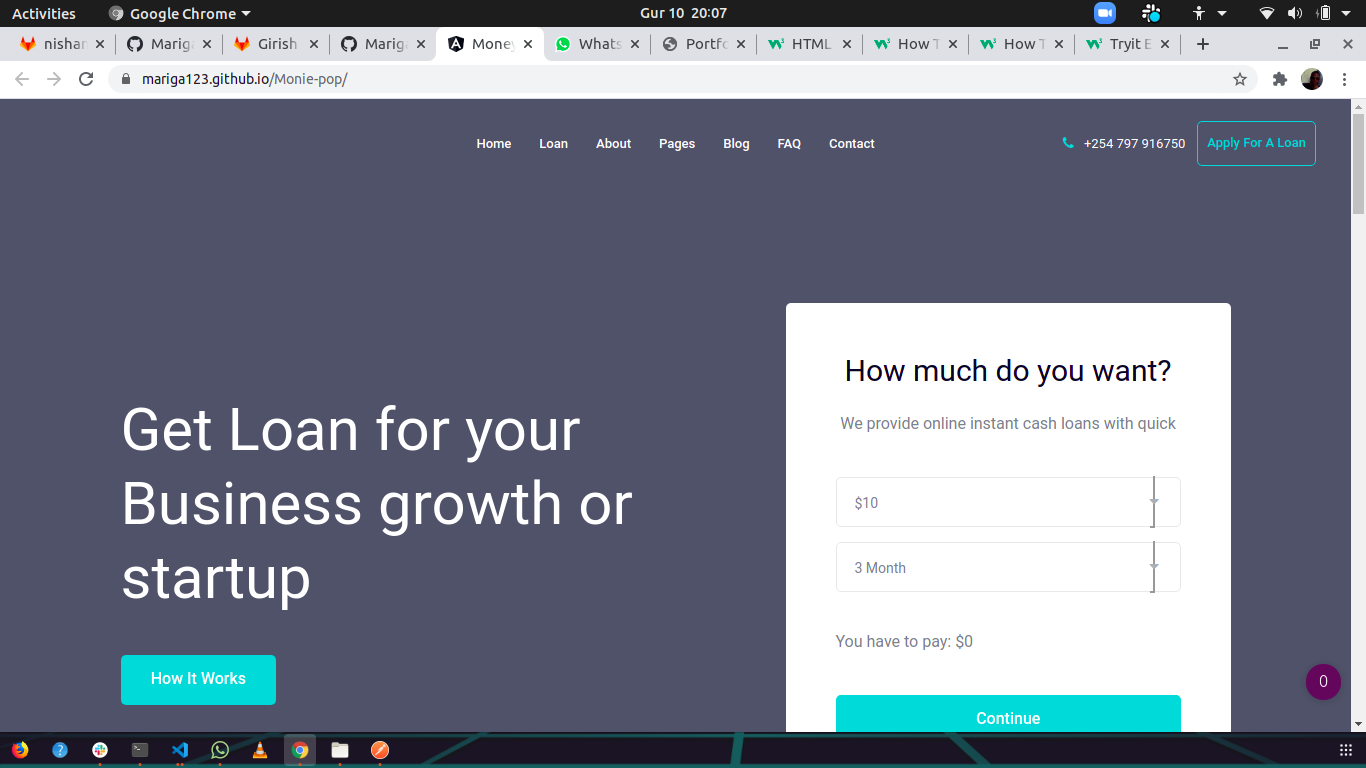 Activities
Google Chrome
Gur 10 20:07
nishan
Mariga
Girish
Mariga
Money
Whats
Portfo
HTML
How T
How T
Tryit E
mariga123.github.io/Monie-pop/
Home
Loan
About
Pages
Blog
FAQ
Contact
+254 797 916750
Apply For A Loan
Get Loan for your
Business growth or
startup
How It Works
How much do you want?
We provide online instant cash loans with quick
$10
3 Month
You have to pay: $0
Continue
0